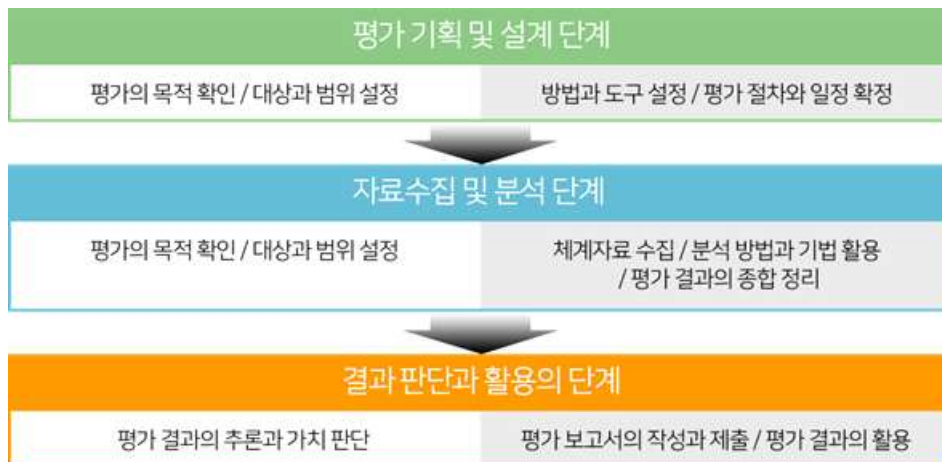 평가 기획 및 설계 단계
평가의 목적 확인 / 대상과 범위 설정
방법과 도구 설정 / 평가 절차와 일정 확정
자료수집 및 분석 단계
평가의 목적 확인 / 대상과 범위 설정
체계자료 수집 / 분석 방법과 기법 활용
/ 평가 결과의 종합 정리
결과 판단과 활용의 단계
평가 결과의 추론과 가치 판단
평가 보고서의 작성과 제출 / 평가 결과의 활용